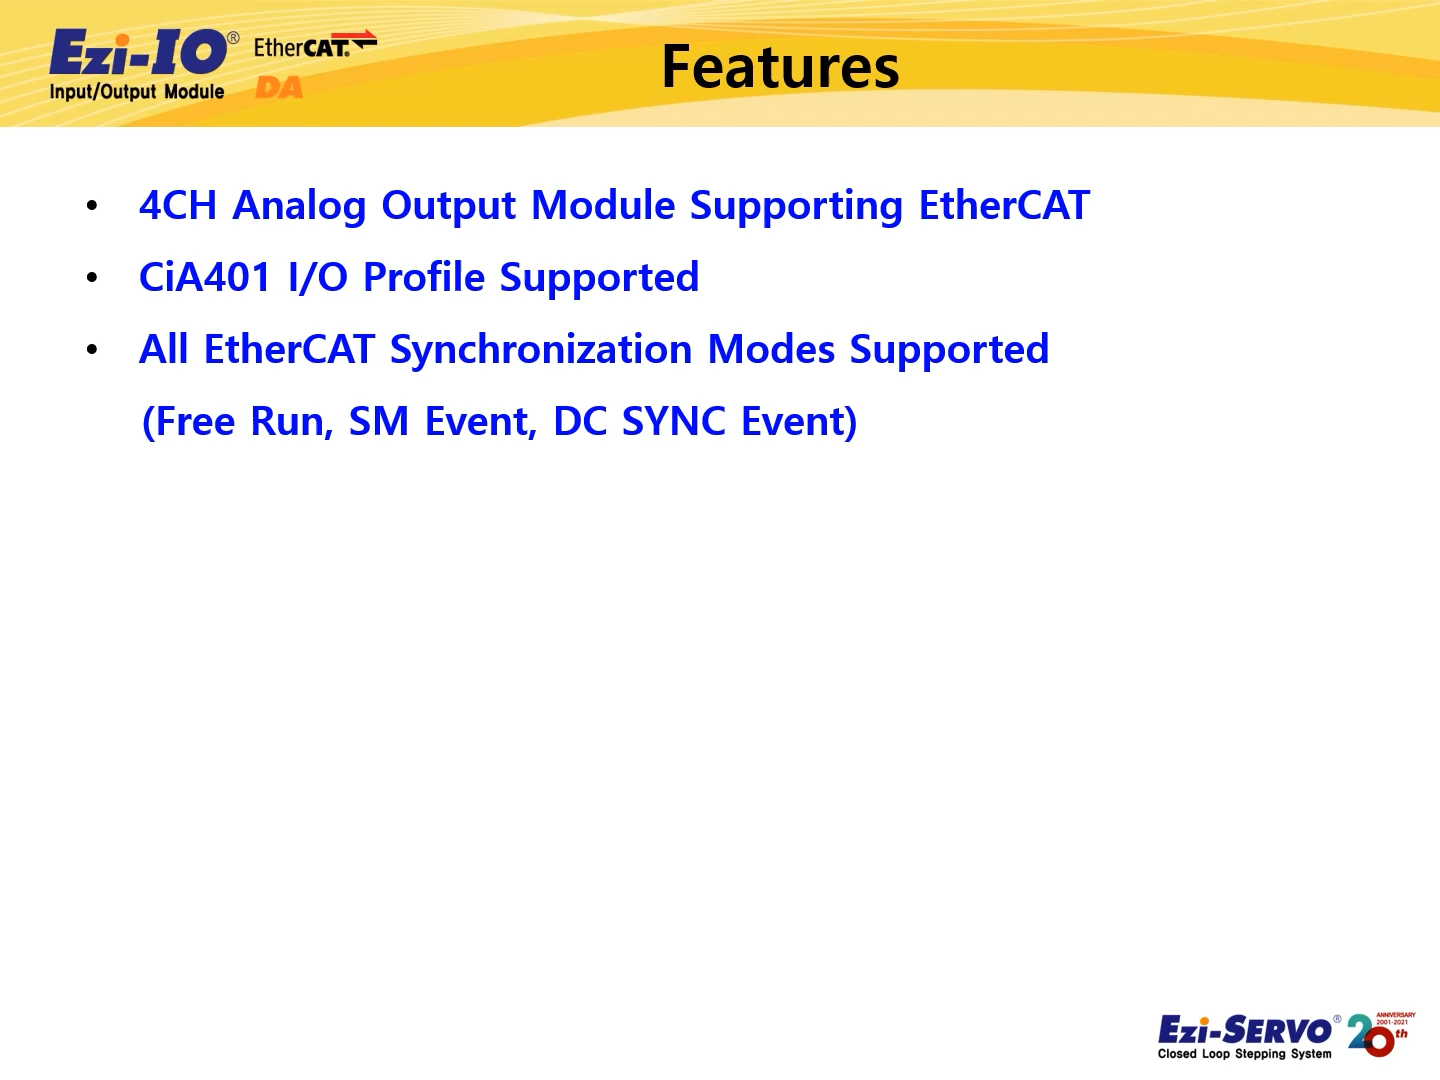 Ezi-IO®
EtherCAT®
Input/Output Module
DA
Features
• 4CH Analog Output Module Supporting EtherCAT
• CiA401 I/O Profile Supported
• All EtherCAT Synchronization Modes Supported
(Free Run, SM Event, DC SYNC Event)
Ezi-SERVO®
Closed Loop Stepping System
20th
ANNIVERSARY
2001-2021